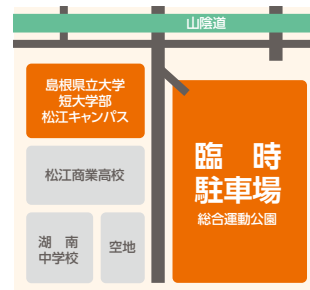 山陰道
島根県立大学
短大学部
松江キャンパス
臨　時
駐車場
総合運動公園
松江商業高校
湖　南
中学校
空地